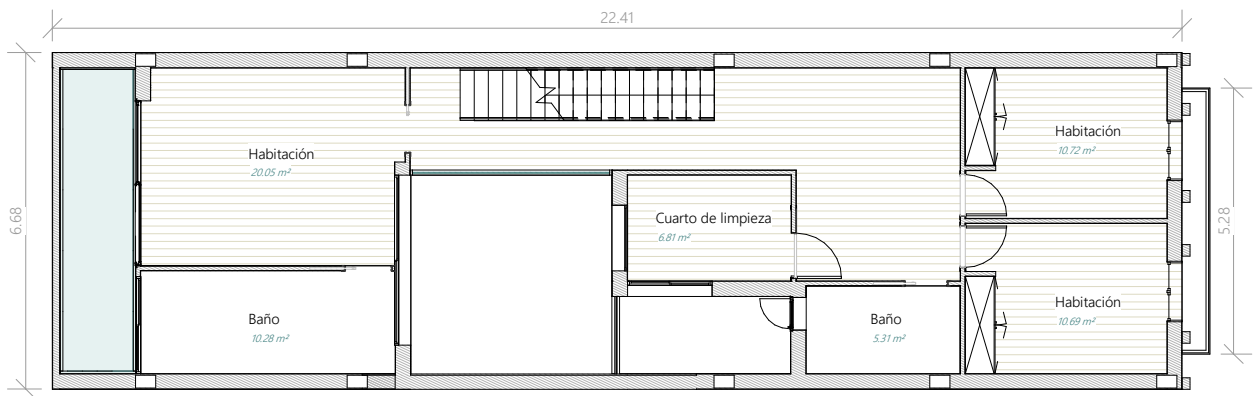 22.41
Habitación
10.72 m²
Habitación
20.05 m²
Cuarto de limpieza
6.81 m²
6.68
5.28
Habitación
10.69 m²
Baño
10.28 m²
Baño
5.31 m²